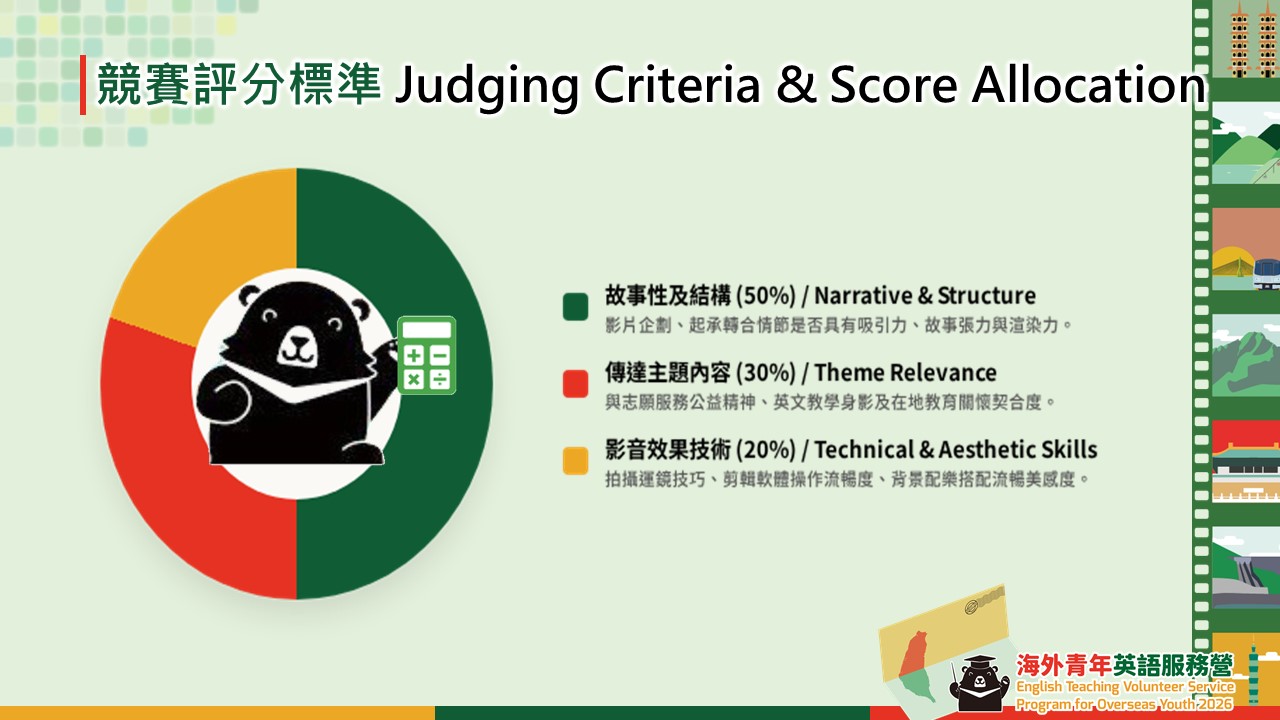 競賽評分標準 Judging Criteria & Score Allocation
故事性及結構 (50%) / Narrative & Structure
影片企劃、起承轉合情節是否具有吸引力、故事張力與渲染力。
傳達主題內容 (30%) / Theme Relevance
與志願服務公益精神、英文教學身影及在地教育關懷契合度。
影音效果技術 (20%) / Technical & Aesthetic Skills
拍攝運鏡技巧、剪輯軟體操作流暢度、背景配樂搭配流暢美感度。
海外青年英語服務營
English Teaching Volunteer Service
Program for Overseas Youth 2026